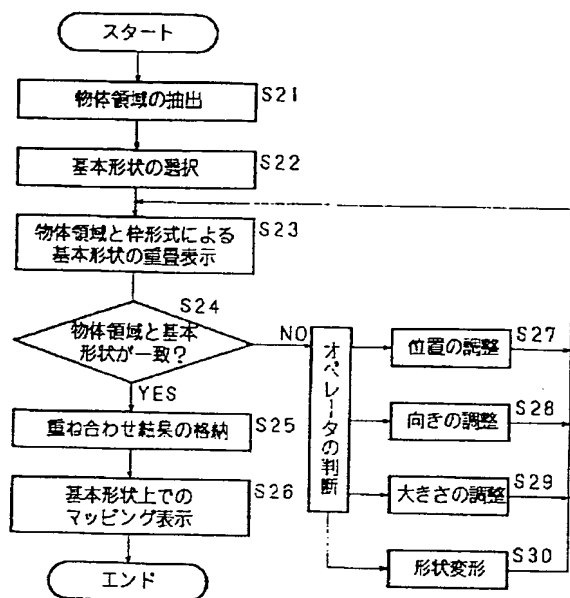 スタート
物体領域の抽出
S21
基本形状の選択
S22
物体領域と枠形式による
基本形状の重畳表示
S23
S24
物体領域と基本
形状が一致?
NO
YES
オペレータの判断
位置の調整
S27
向きの調整
S28
大きさの調整
S29
形状変形
S30
重ね合わせ結果の格納
S25
基本形状上での
マッピング表示
S26
エンド